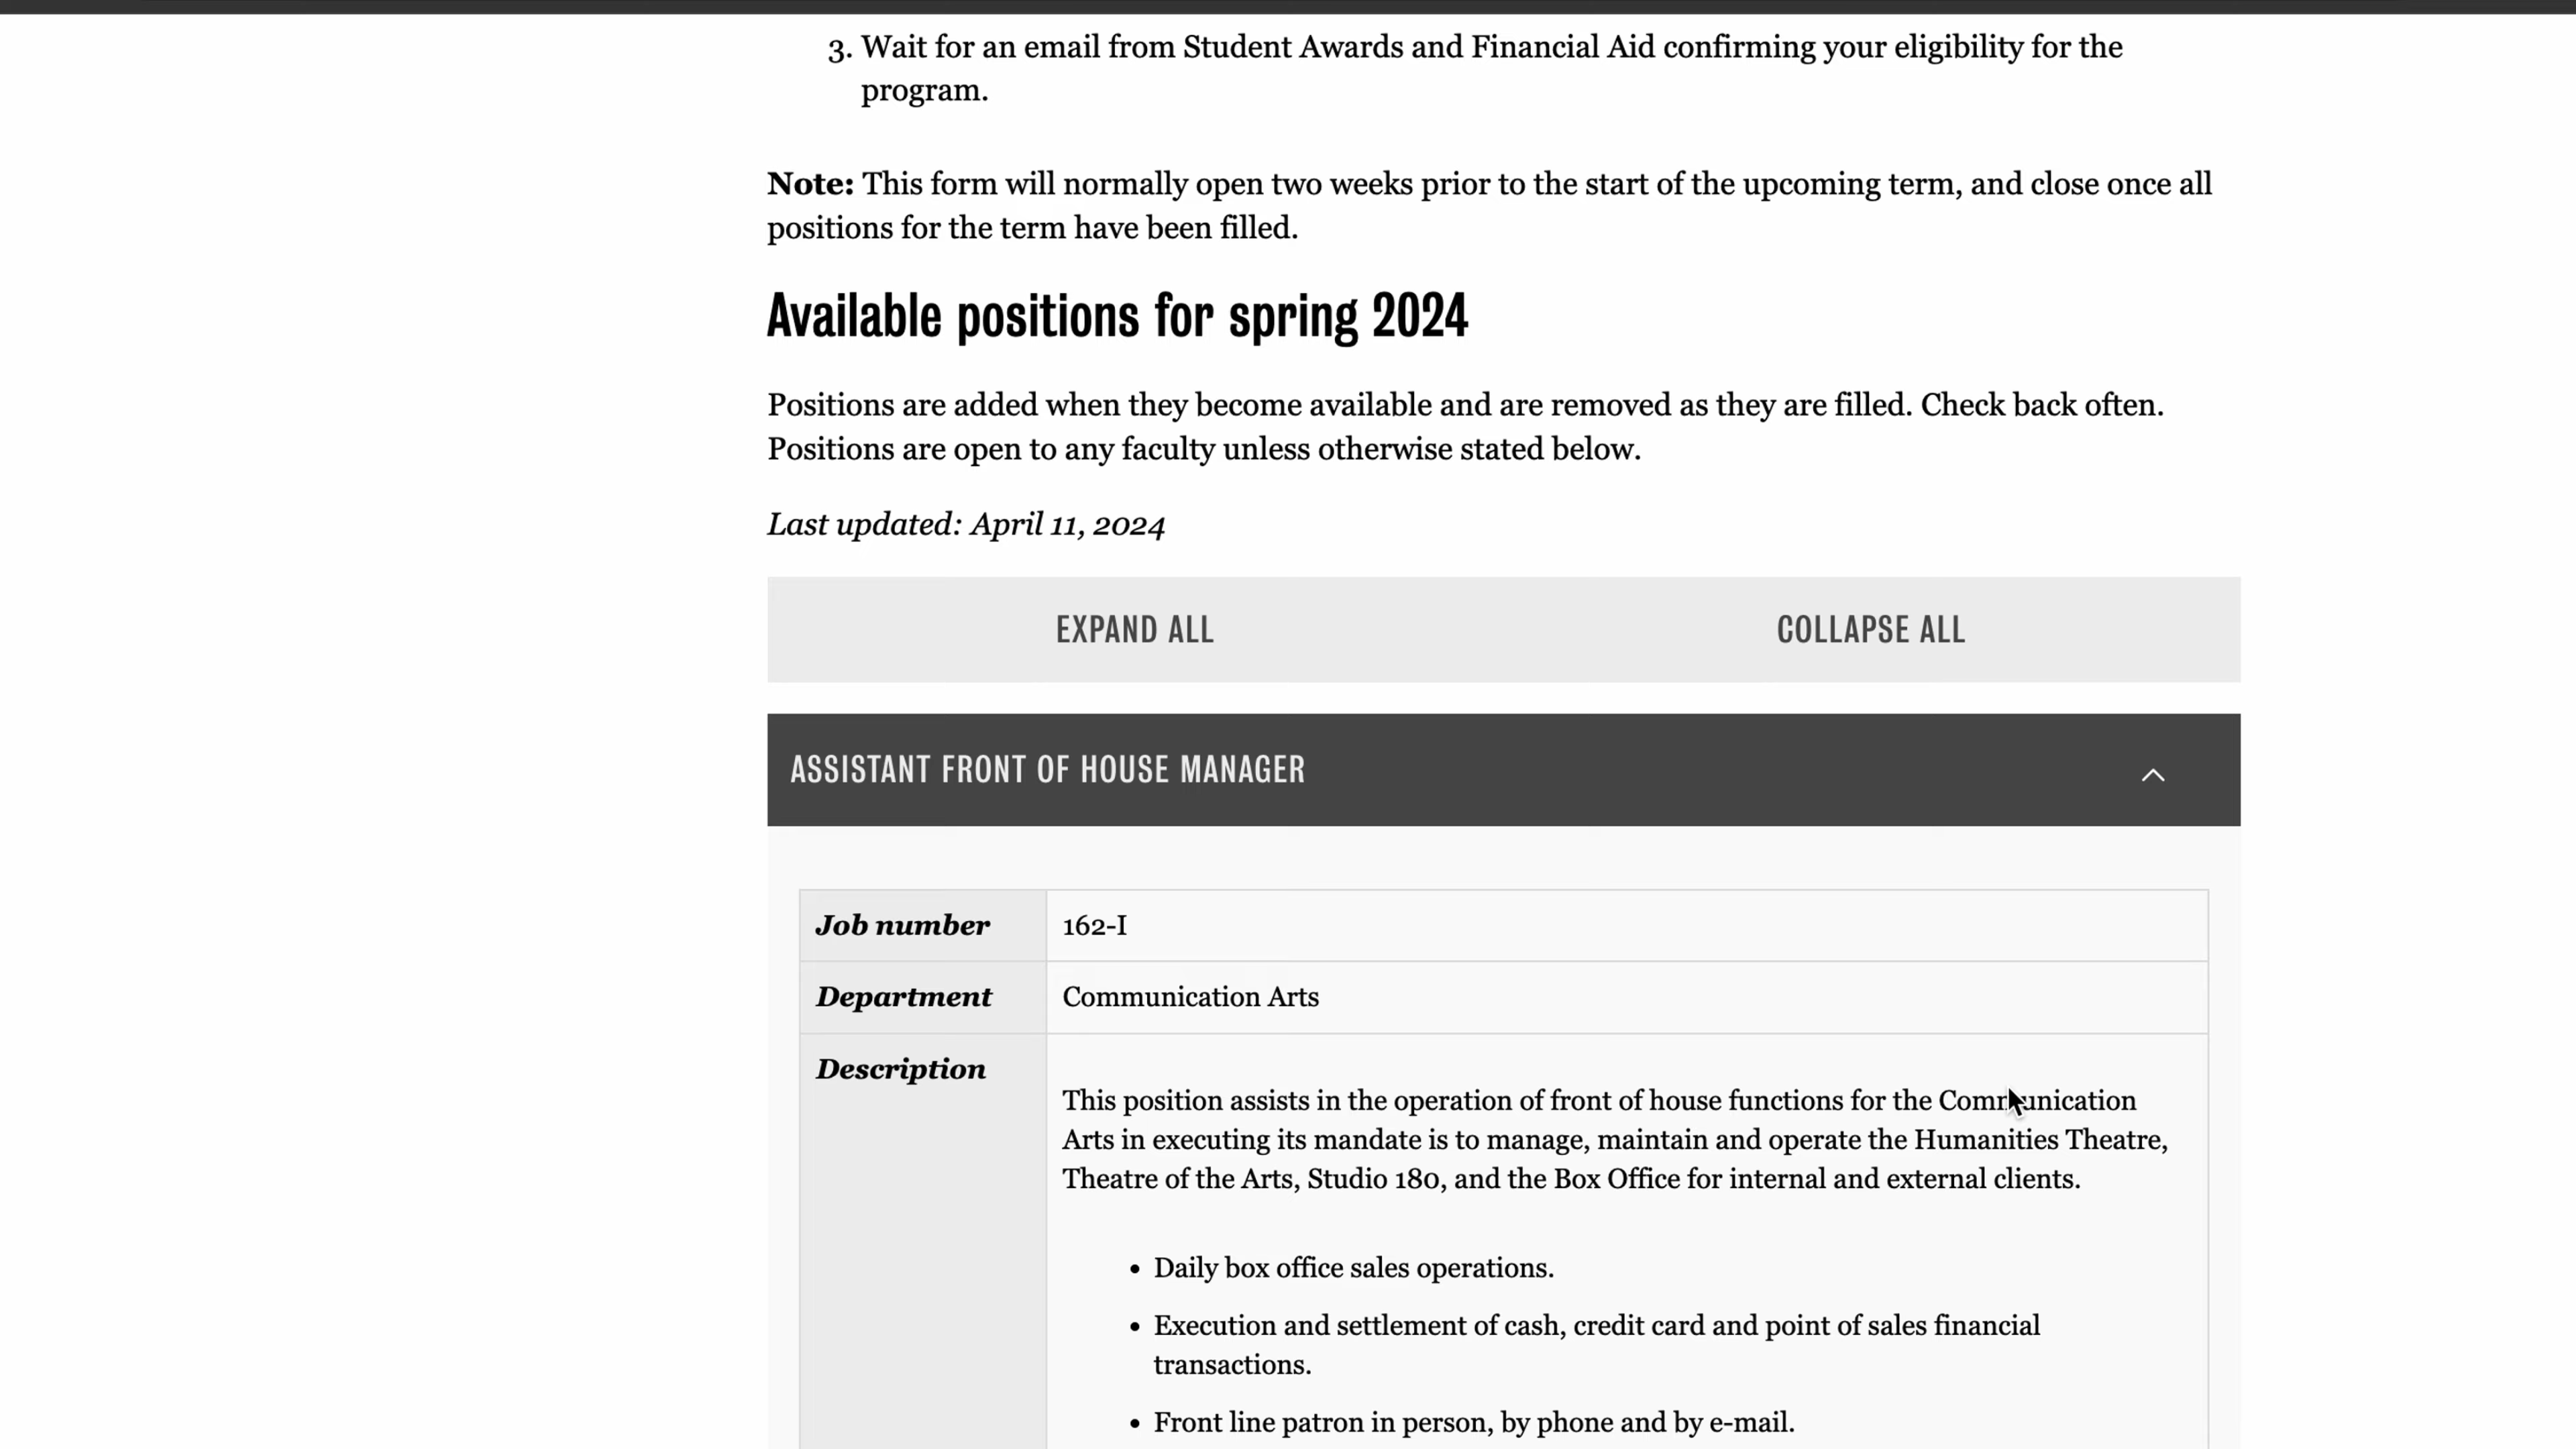 3. Wait for an email from Student Awards and Financial Aid confirming your eligibility for the
program.
Note: This form will normally open two weeks prior to the start of the upcoming term, and close once all
positions for the term have been filled.
Available positions for spring 2024
Positions are added when they become available and are removed as they are filled. Check back often.
Positions are open to any faculty unless otherwise stated below.
Last updated: April 11, 2024
EXPAND ALL
COLLAPSE ALL
ASSISTANT FRONT OF HOUSE MANAGER
Job number 162-I
Department Communication Arts
Description
This position assists in the operation of front of house functions for the Communication
Arts in executing its mandate is to manage, maintain and operate the Humanities Theatre,
Theatre of the Arts, Studio 180, and the Box Office for internal and external clients.
• Daily box office sales operations.
• Execution and settlement of cash, credit card and point of sales financial
transactions.
• Front line patron in person, by phone and by e-mail.